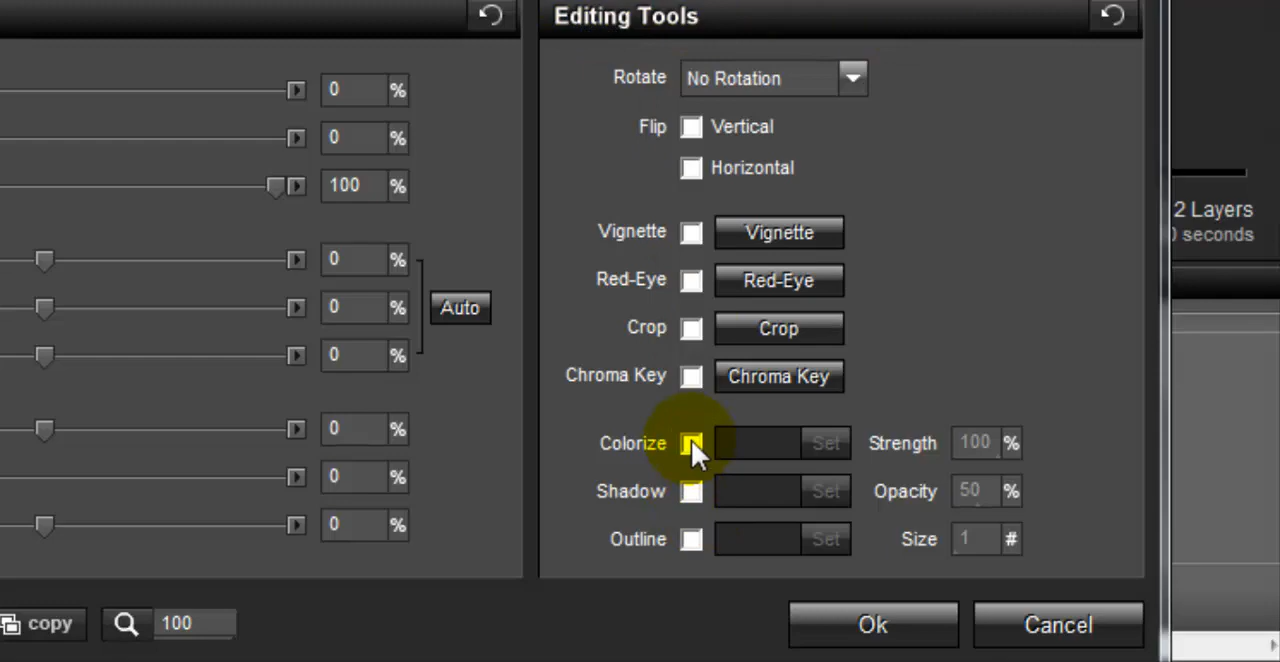 Editing Tools
0 %
0 %
100 %
0 %
0 %
0 %
Auto
0 %
0 %
0 %
Rotate No Rotation
Flip Vertical
Horizontal
Vignette Vignette
Red-Eye Red-Eye
Crop Crop
Chroma Key Chroma Key
Colorize Set Strength 100 %
Shadow Set Opacity 50 %
Outline Set Size 1 #
2 Layers
0 seconds
copy 100
Ok Cancel